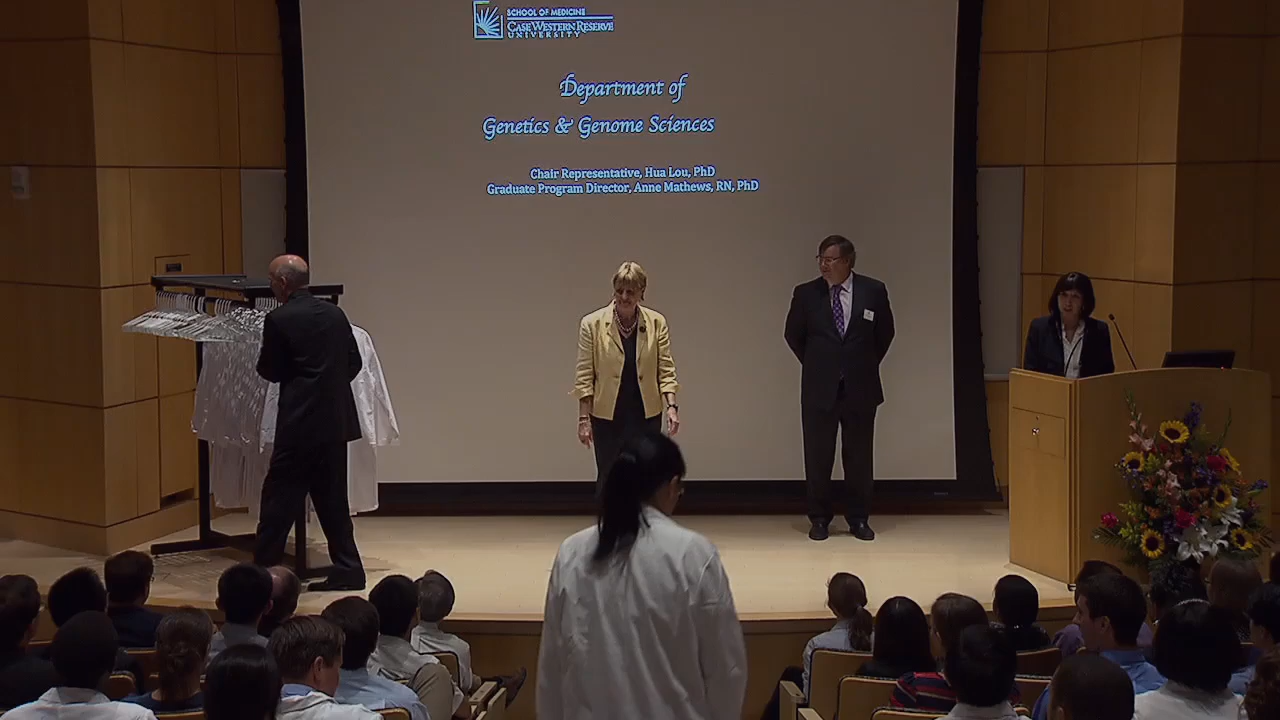 SCHOOL OF MEDICINE
CASE WESTERN RESERVE
UNIVERSITY
Department of
Genetics & Genome Sciences
Chair Representative, Hua Lou, PhD
Graduate Program Director, Anne Mathews, RN, PhD